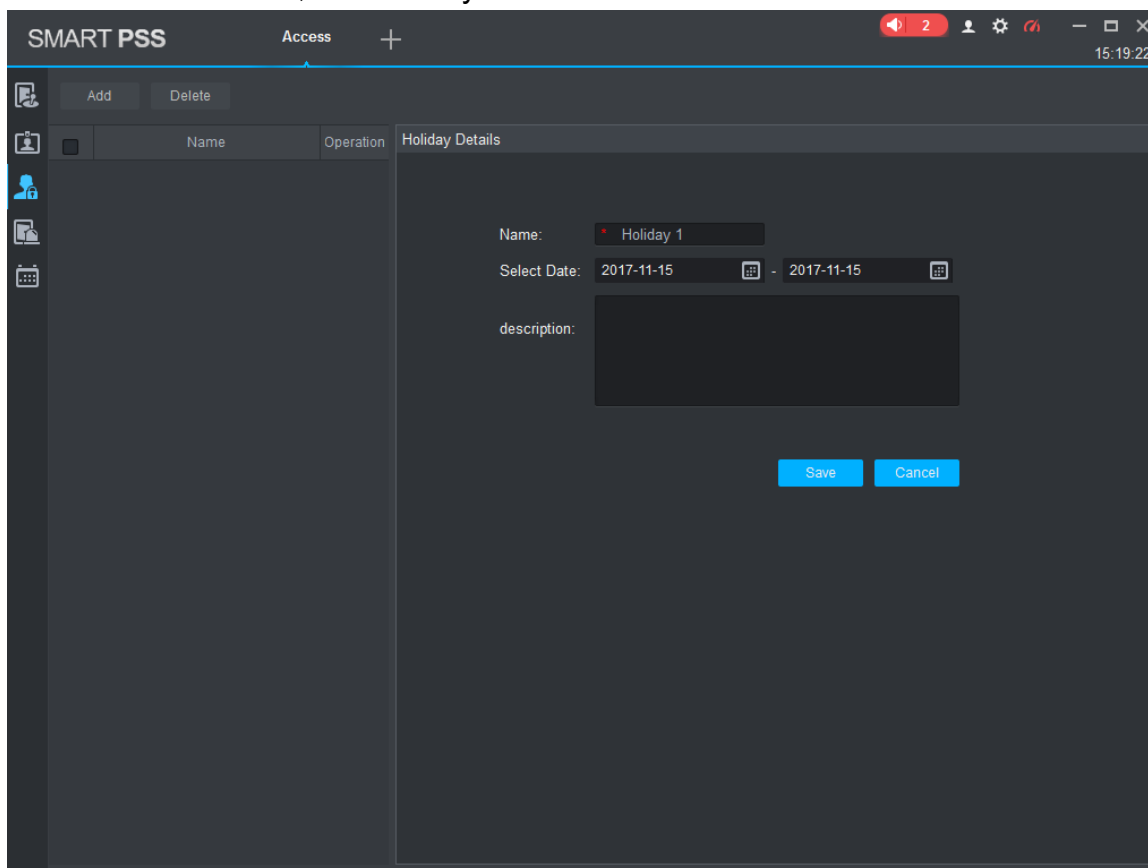 SMART PSS
Access
2
15:19:22
Add
Delete
Name
Operation
Holiday Details
Name: * Holiday 1
Select Date: 2017-11-15 - 2017-11-15
description:
Save
Cancel